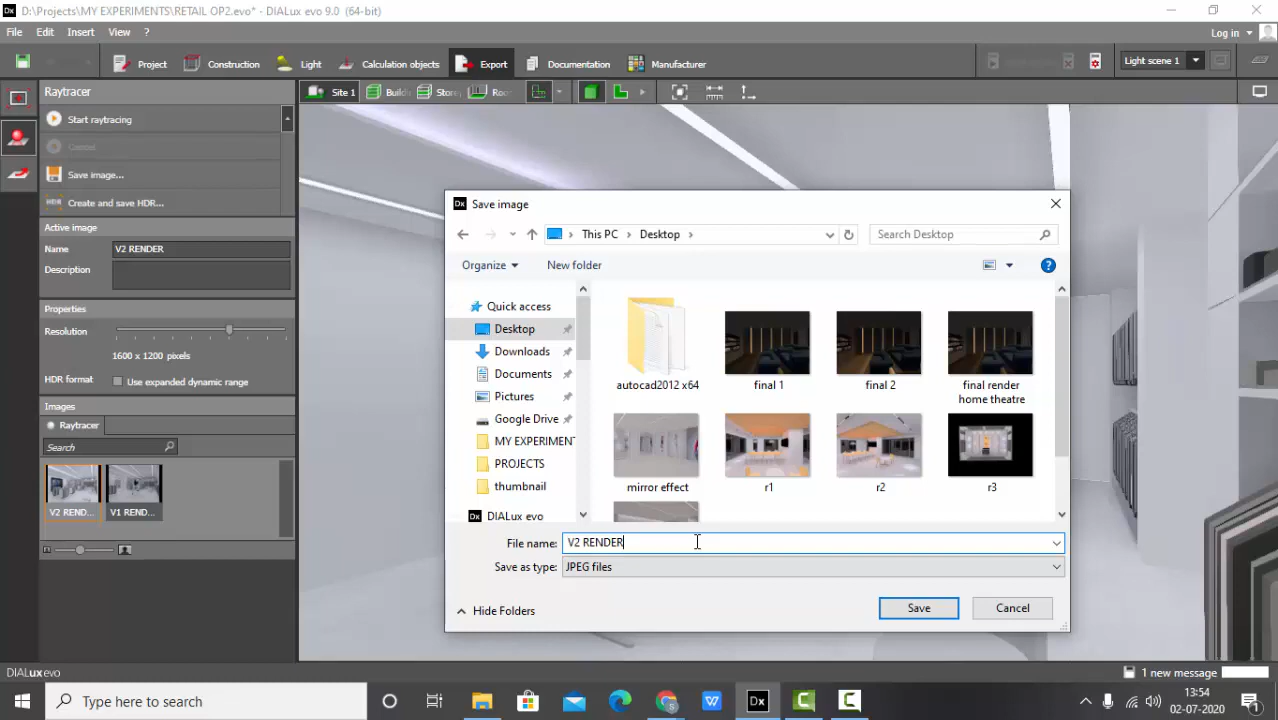 D:\Projects\MY EXPERIMENTS\RETAIL OP2.evo* - DIALux evo 9.0 (64-bit)
File Edit Insert View ?
Log in
Project Construction Light Calculation objects Export Documentation Manufacturer
Light scene 1
Raytracer
Site 1
Start raytracing
Cancel
Save image...
HDR Create and save HDR...
Active image
Name V2 RENDER
Description
Properties
Resolution
1600 x 1200 pixels
HDR format Use expanded dynamic range
Images
Raytracer
Search
V2 REND... V1 REND...
Save image
This PC Desktop
Search Desktop
Organize New folder
Quick access
Desktop
Downloads
Documents
Pictures
Google Drive
MY EXPERIMEN
PROJECTS
thumbnail
DIALux evo
autocad2012 x64
final 1
final 2
final render
home theatre
mirror effect
r1
r2
r3
File name: V2 RENDER
Save as type: JPEG files
Hide Folders
Save Cancel
DIALux evo
1 new message
Type here to search
13:54
02-07-2020